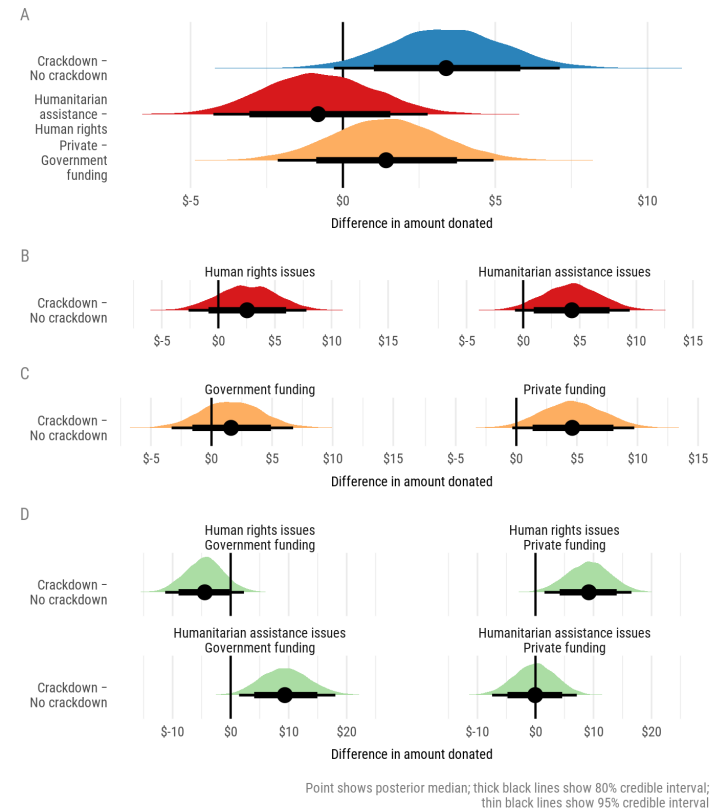 A
Crackdown −
No crackdown
Humanitarian
assistance −
Human rights
Private −
Government
funding
$-5 $0 $5 $10
Difference in amount donated
B
Human rights issues Humanitarian assistance issues
Crackdown −
No crackdown
$-5 $0 $5 $10 $15 $-5 $0 $5 $10 $15
C
Government funding Private funding
Crackdown −
No crackdown
$-5 $0 $5 $10 $15 $-5 $0 $5 $10 $15
Difference in amount donated
D
Human rights issues Human rights issues
Government funding Private funding
Crackdown −
No crackdown
Humanitarian assistance issues Humanitarian assistance issues
Government funding Private funding
Crackdown −
No crackdown
$-10 $0 $10 $20 $-10 $0 $10 $20
Difference in amount donated
Point shows posterior median; thick black lines show 80% credible interval;
thin black lines show 95% credible interval